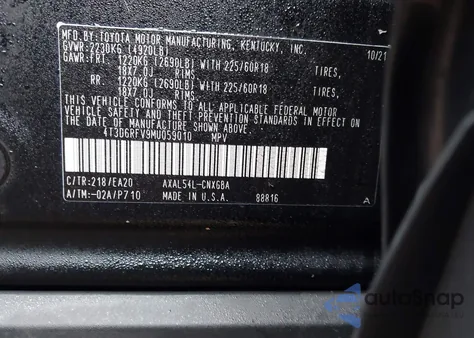 MFD.BY:TOYOTA MOTOR MANUFACTURING, KENTUCKY, INC.
GVWR:2230KG (4920LB) 10/21
GAWR:FRT. 1220KG (2690LB) WITH 225/60R18 TIRES,
18X7.0J RIMS
RR. 1220KG (2690LB) WITH 225/60R18 TIRES,
18X7.0J RIMS
THIS VEHICLE CONFORMS TO ALL APPLICABLE FEDERAL MOTOR
VEHICLE SAFETY AND THEFT PREVENTION STANDARDS IN EFFECT ON
THE DATE OF MANUFACTURE SHOWN ABOVE.
4T3D6RFV9MU059010 MPV
C/TR:218/EA20 AXAL54L-CNXGBA
A/TM:-02A/P710 MADE IN U.S.A. 88R16 A
autoSnap